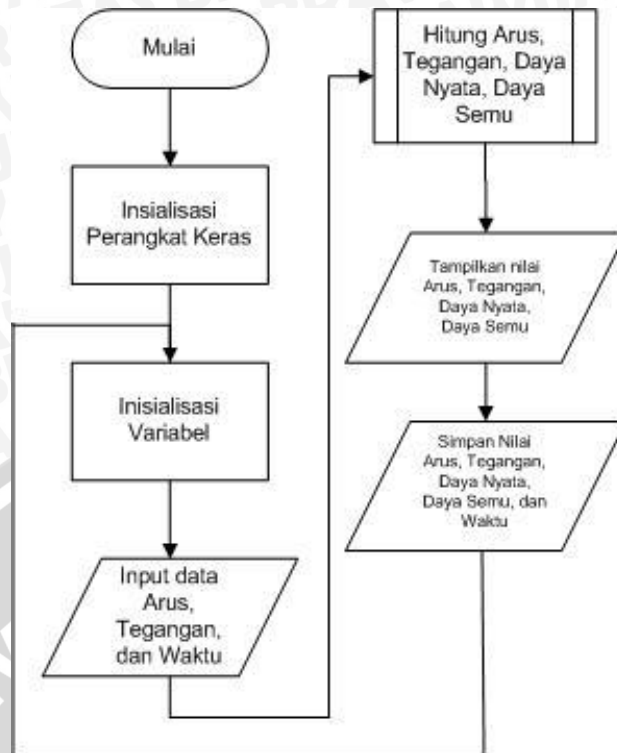 Mulai
Insialisasi
Perangkat Keras
Inisialisasi
Variabel
Input data
Arus,
Tegangan,
dan Waktu
Hitung Arus,
Tegangan, Daya
Nyata, Daya
Semu
Tampilkan nilai
Arus, Tegangan,
Daya Nyata,
Daya Semu
Simpan Nilai
Arus, Tegangan,
Daya Nyata,
Daya Semu, dan
Waktu